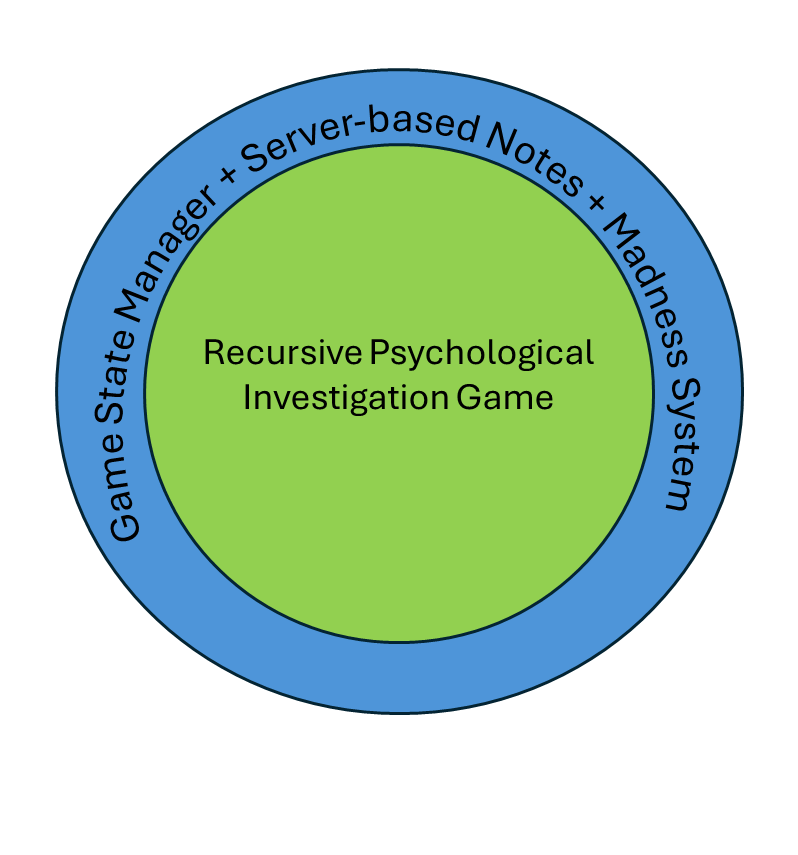 Game State Manager + Server-based Notes + Madness System
Recursive Psychological
Investigation Game